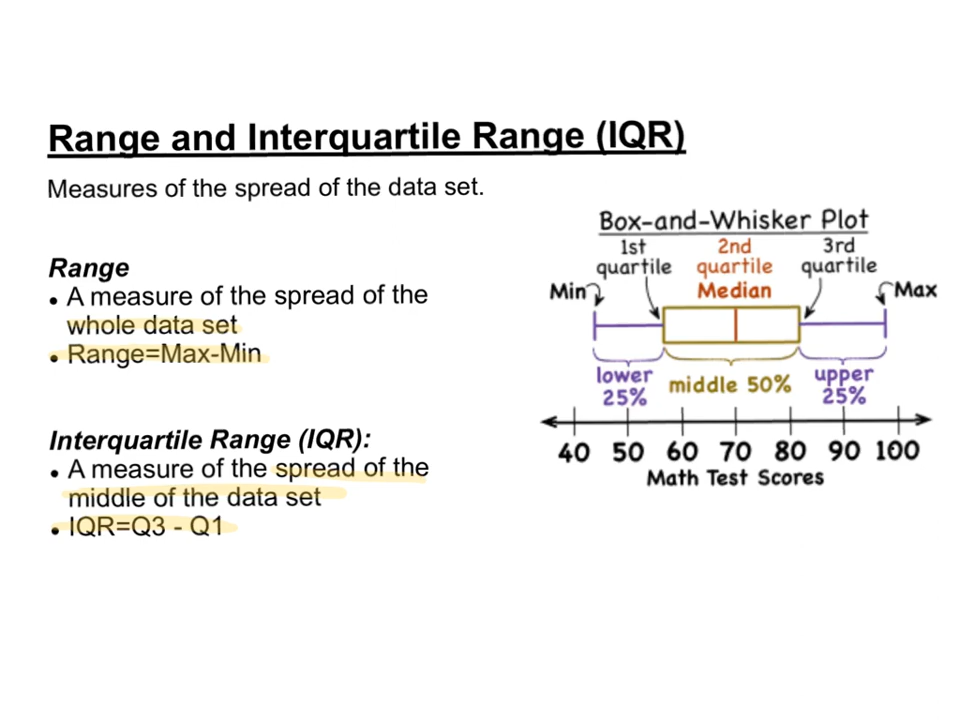 Range and Interquartile Range (IQR)
Measures of the spread of the data set.
Range
• A measure of the spread of the
whole data set
• Range=Max-Min
Interquartile Range (IQR):
• A measure of the spread of the
middle of the data set
• IQR=Q3 - Q1
Box-and-Whisker Plot
1st 2nd 3rd
quartile quartile quartile
Min Median Max
lower middle 50% upper
25% 25%
40 50 60 70 80 90 100
Math Test Scores